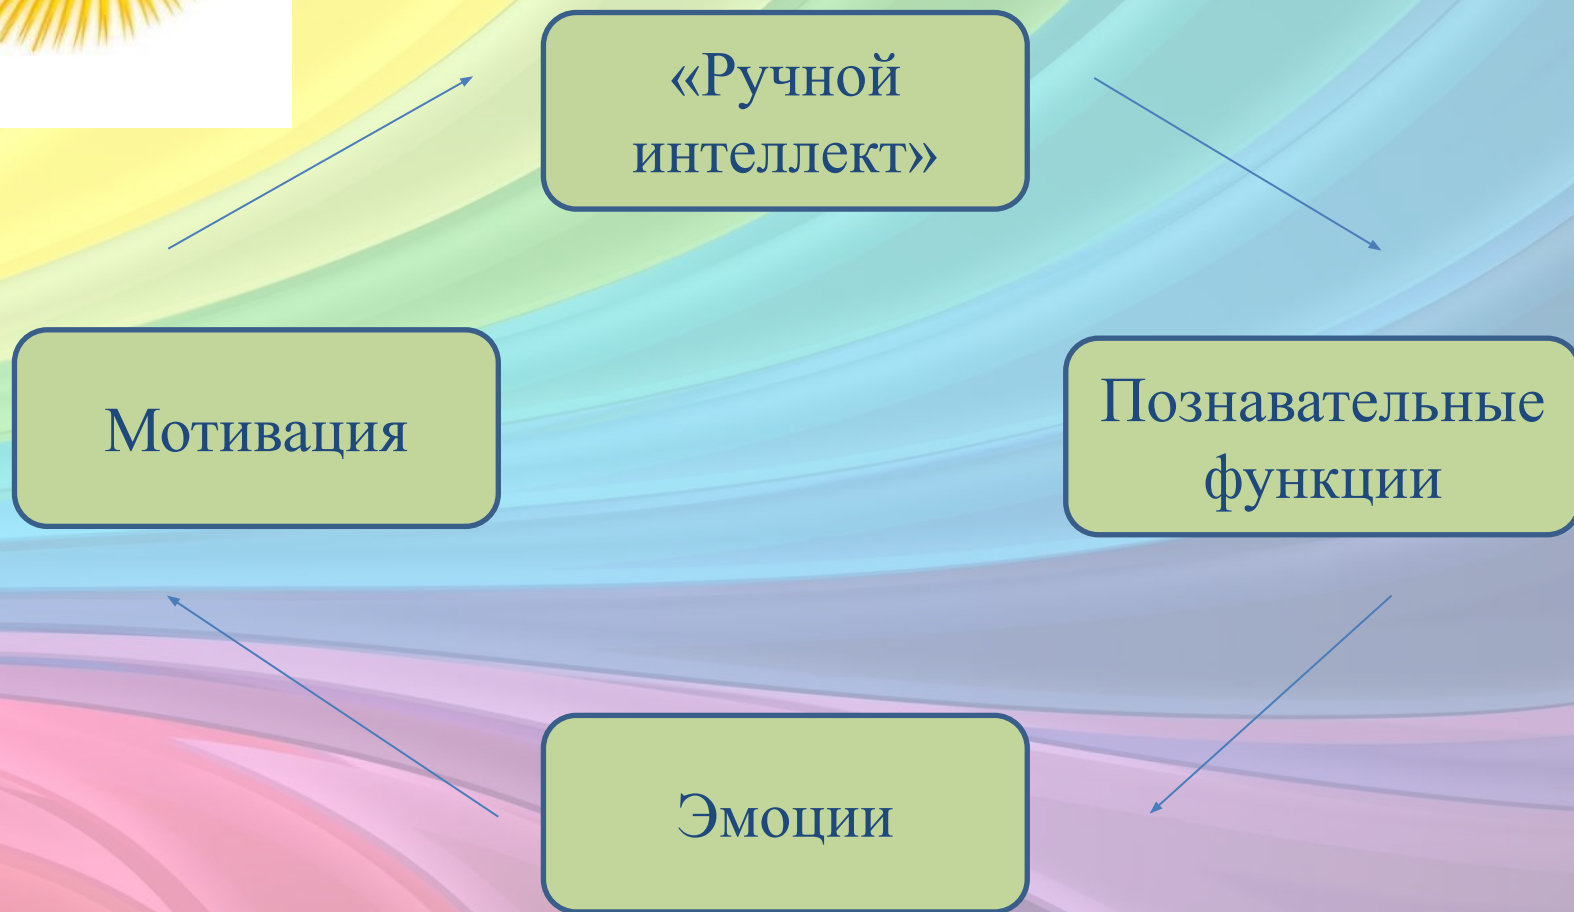 «Ручной
интеллект»
Мотивация
Познавательные
функции
Эмоции